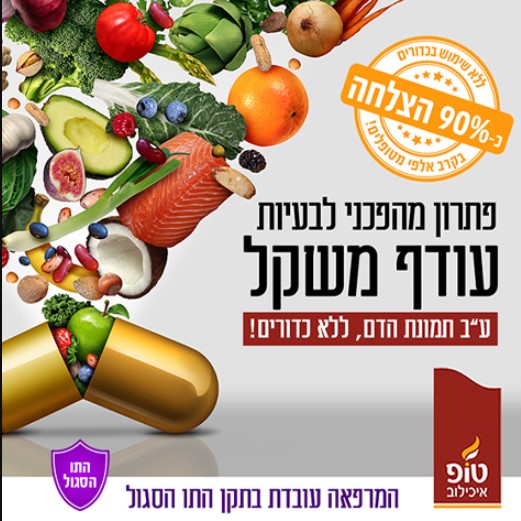 ללא שימוש בכדורים
כ-90% הצלחה
בקרב אלפי מטופלים!
פתרון מהפכני לבעיות
עודף משקל
ע"ב תמונת הדם, ללא כדורים!
טופ
איכילוב
התו
הסגול
המרפאה עובדת בתקן התו הסגול